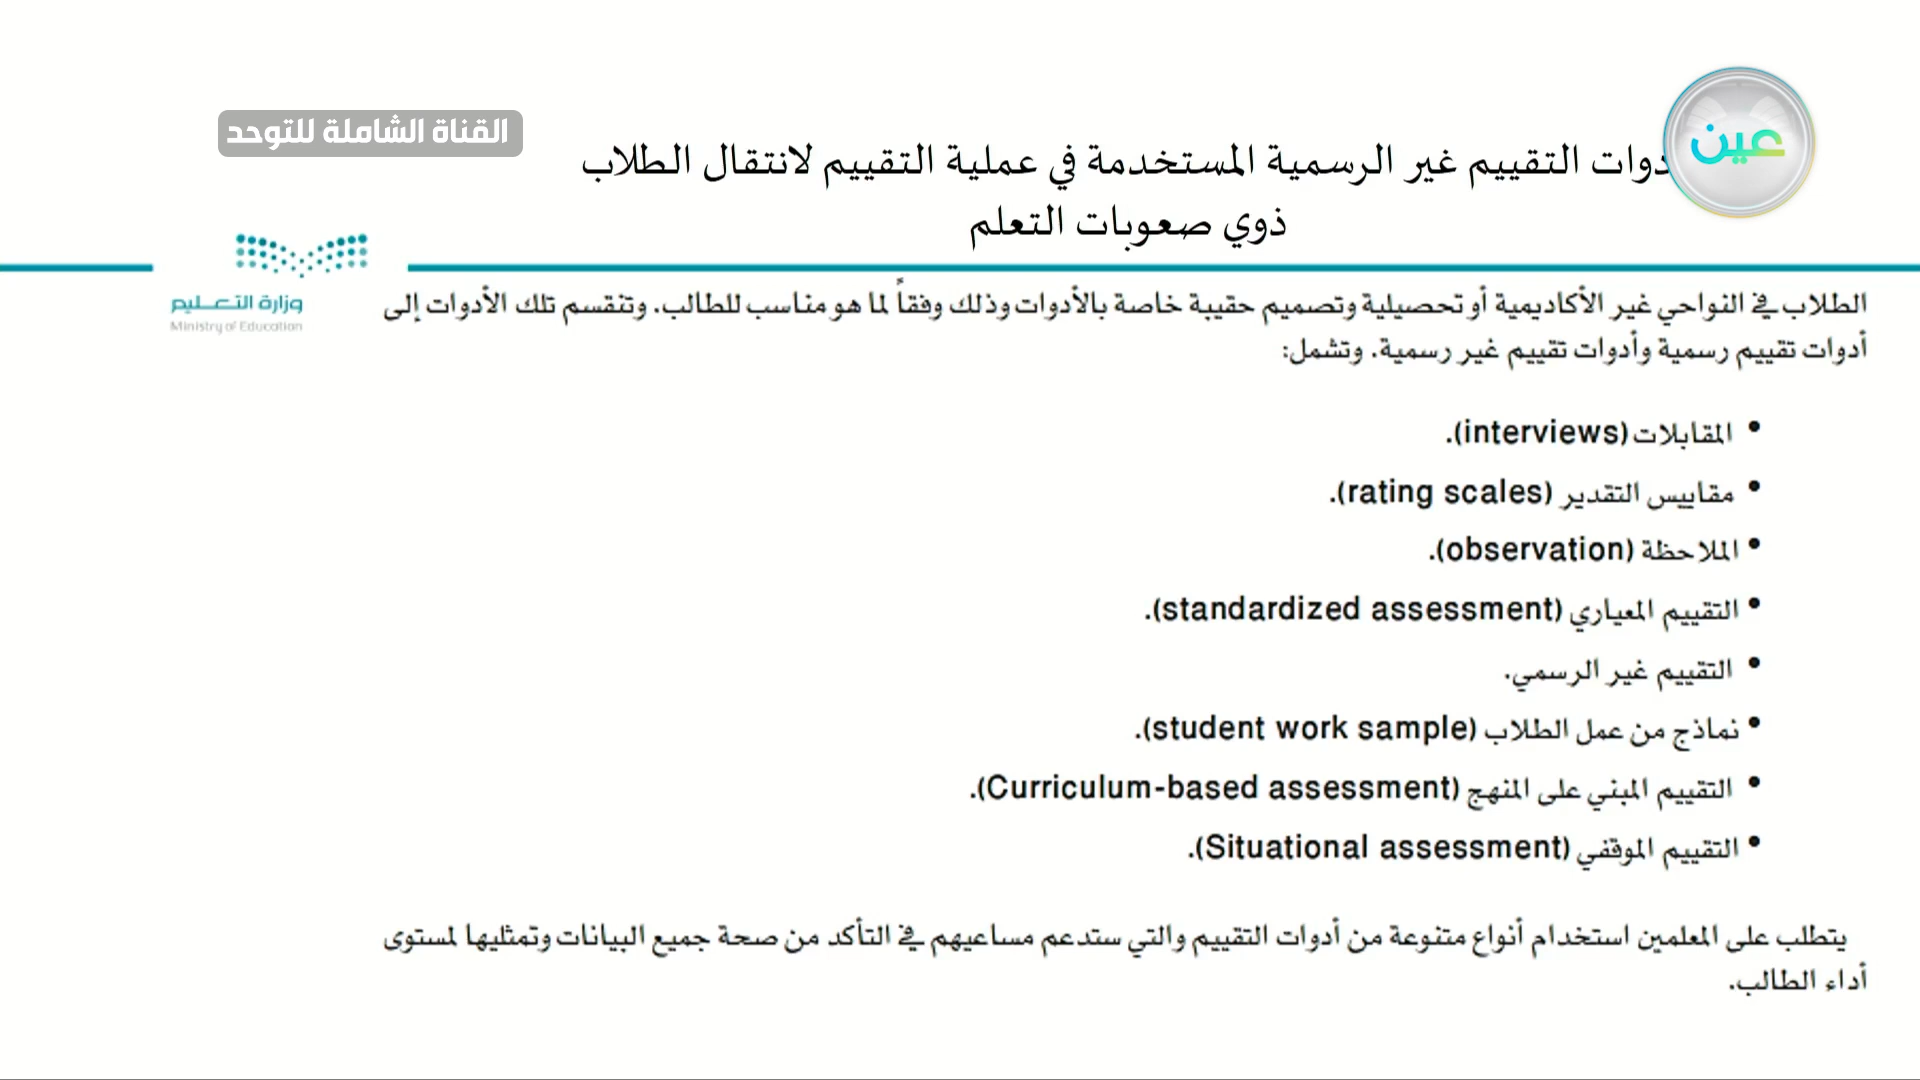 القناة الشاملة للتوحد
عين
دوات التقييم غير الرسمية المستخدمة في عملية التقييم لانتقال الطلاب
ذوي صعوبات التعلم
وزارة التعـــليم
Ministry of Education
الطلاب في النواحي غير الأكاديمية أو تحصيلية وتصميم حقيبة خاصة بالأدوات وذلك وفقاً لما هو مناسب للطالب. وتنقسم تلك الأدوات إلى
أدوات تقييم رسمية وأدوات تقييم غير رسمية. وتشمل:
• المقابلات (interviews).
• مقاييس التقدير (rating scales).
• الملاحظة (observation).
• التقييم المعياري (standardized assessment).
• التقييم غير الرسمي.
• نماذج من عمل الطلاب (student work sample).
• التقييم المبني على المنهج (Curriculum-based assessment).
• التقييم الموقفي (Situational assessment).
يتطلب على المعلمين استخدام أنواع متنوعة من أدوات التقييم والتي ستدعم مساعيهم في التأكد من صحة جميع البيانات وتمثليها لمستوى
أداء الطالب.